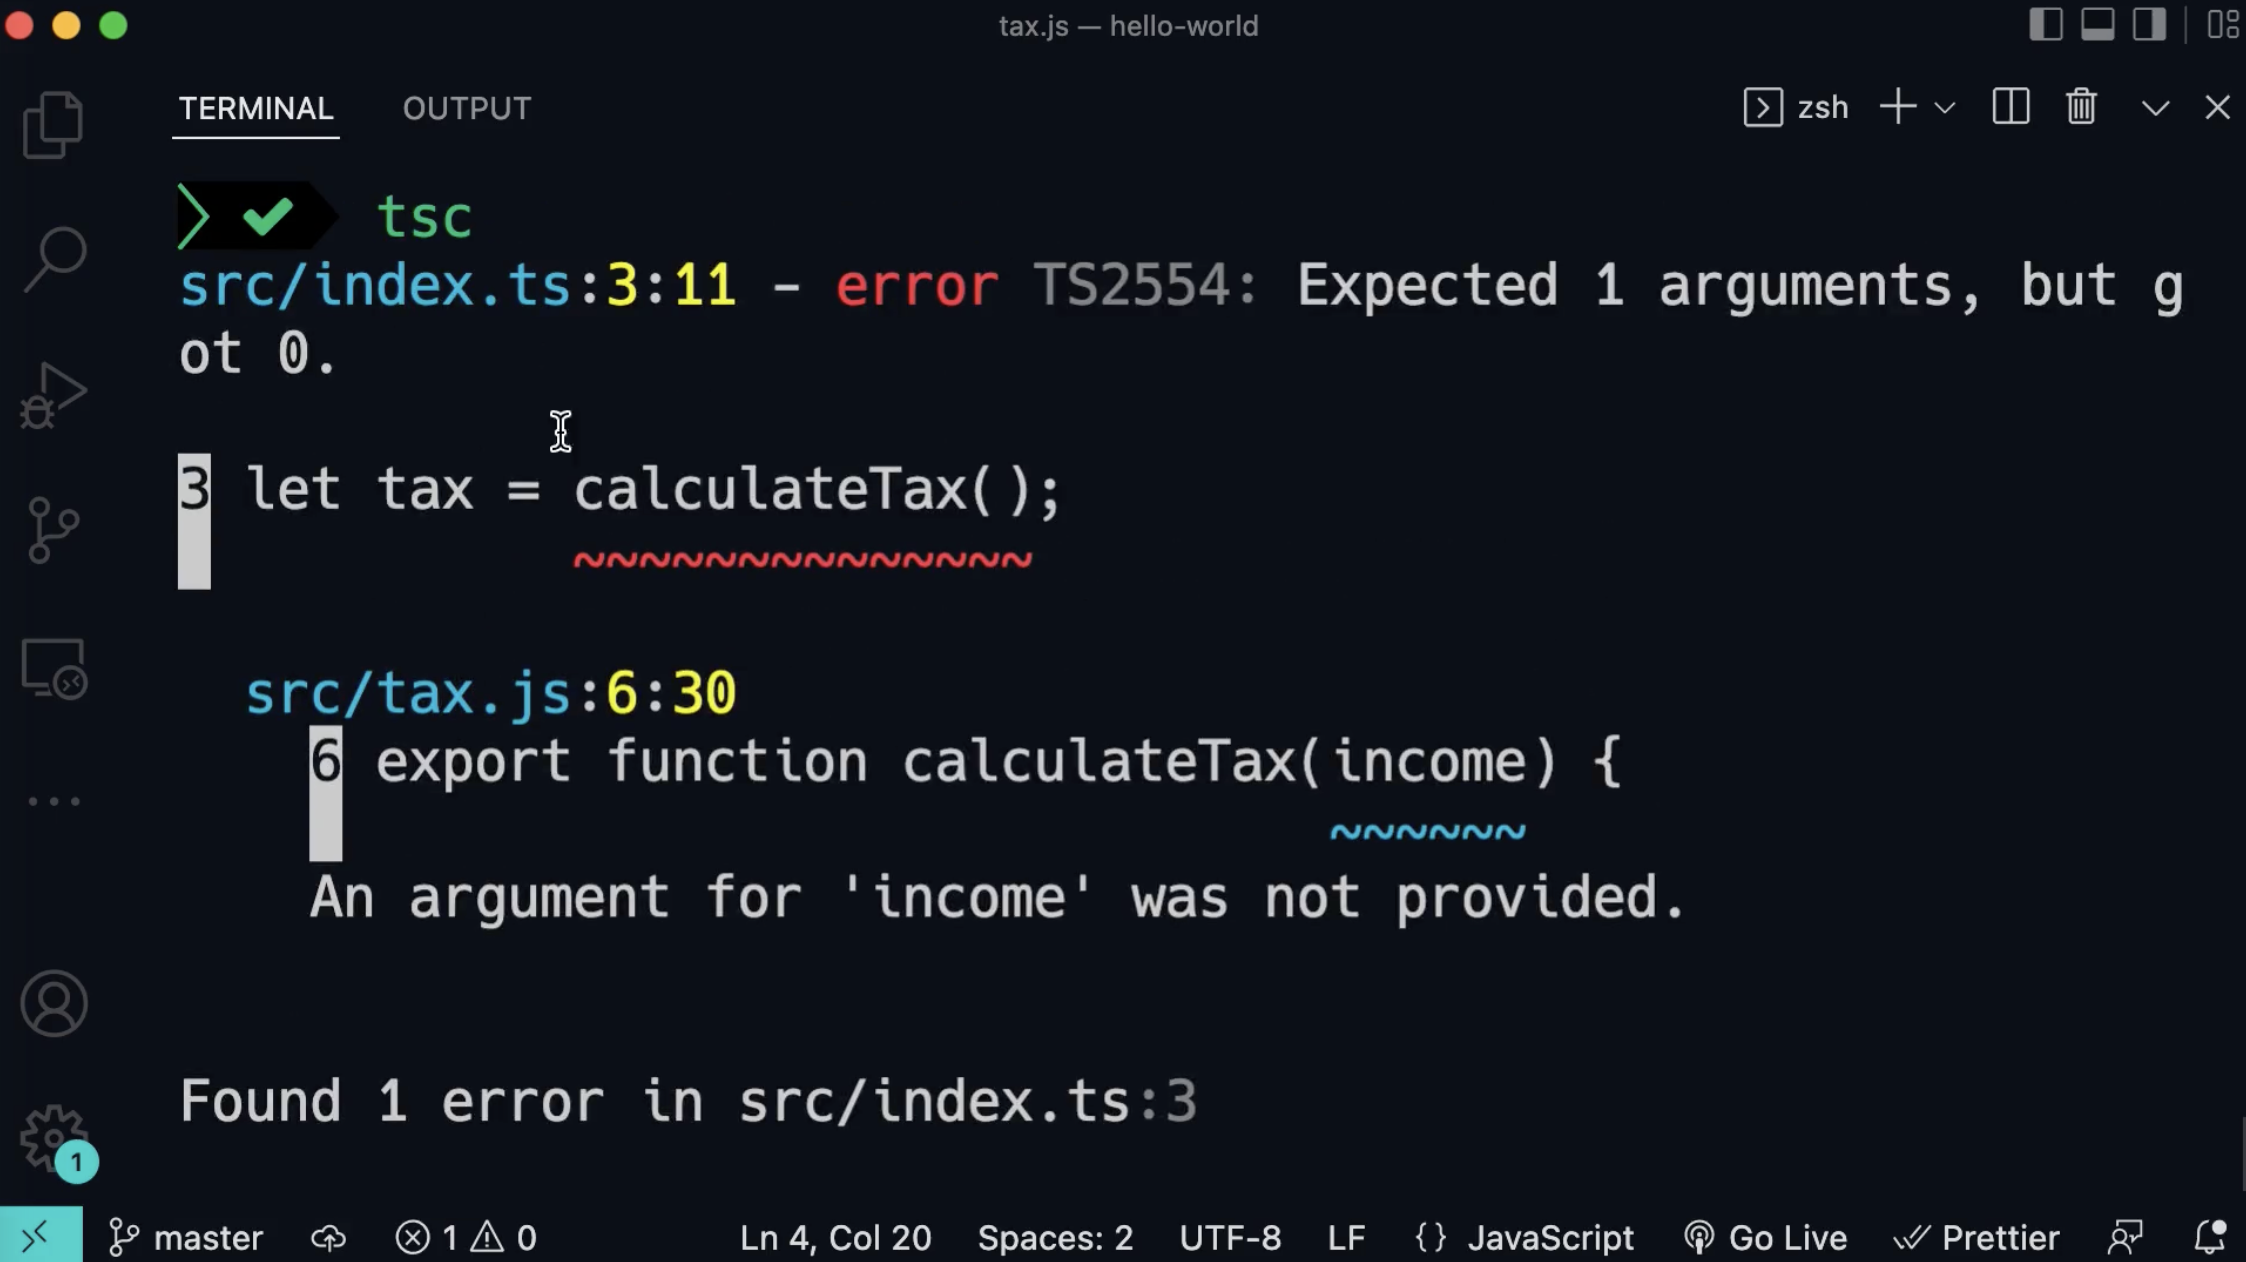 tax.js — hello-world
TERMINAL OUTPUT zsh
tsc
src/index.ts:3:11 - error TS2554: Expected 1 arguments, but g
ot 0.
3 let tax = calculateTax();
~~~~~~~~~~~~~~
src/tax.js:6:30
6 export function calculateTax(income) {
~~~~~~
An argument for 'income' was not provided.
Found 1 error in src/index.ts:3
1
master 1 0 Ln 4, Col 20 Spaces: 2 UTF-8 LF {} JavaScript Go Live Prettier